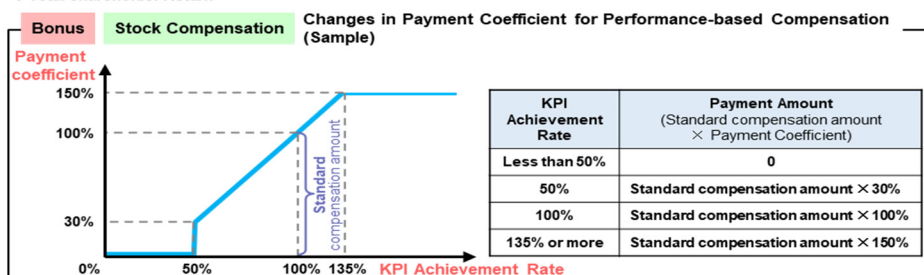 Bonus
Stock Compensation
Changes in Payment Coefficient for Performance-based Compensation
(Sample)
Payment
coefficient
150%
100%
30%
0%
50%
100%
135%
KPI Achievement Rate
Standard
compensation amount
KPI
Achievement
Rate
Payment Amount
(Standard compensation amount
× Payment Coefficient)
Less than 50%
0
50%
Standard compensation amount × 30%
100%
Standard compensation amount × 100%
135% or more
Standard compensation amount × 150%